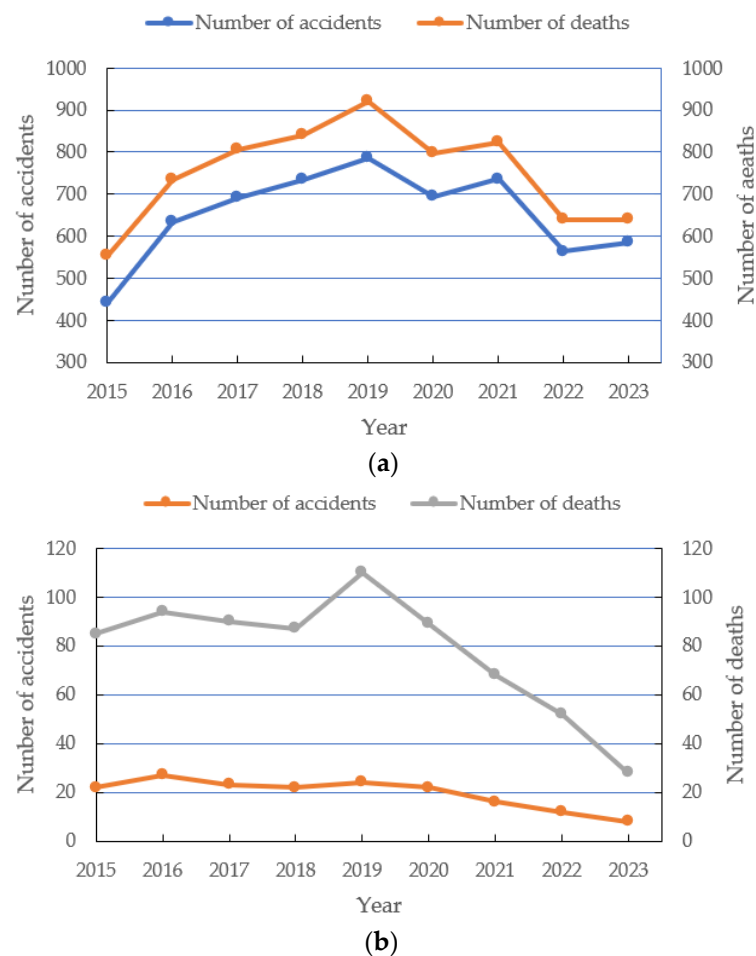 Number of accidents Number of deaths
1000 1000
900 900
800 800
700 700
600 600
500 500
400 400
300 300
Nunber of accidents
Number of aeaths
2015 2016 2017 2018 2019 2020 2021 2022 2023
Year
(a)
Number of accidents Number of deaths
120 120
100 100
80 80
60 60
40 40
20 20
0 0
Nunber of accidents
Number of deaths
2015 2016 2017 2018 2019 2020 2021 2022 2023
Year
(b)